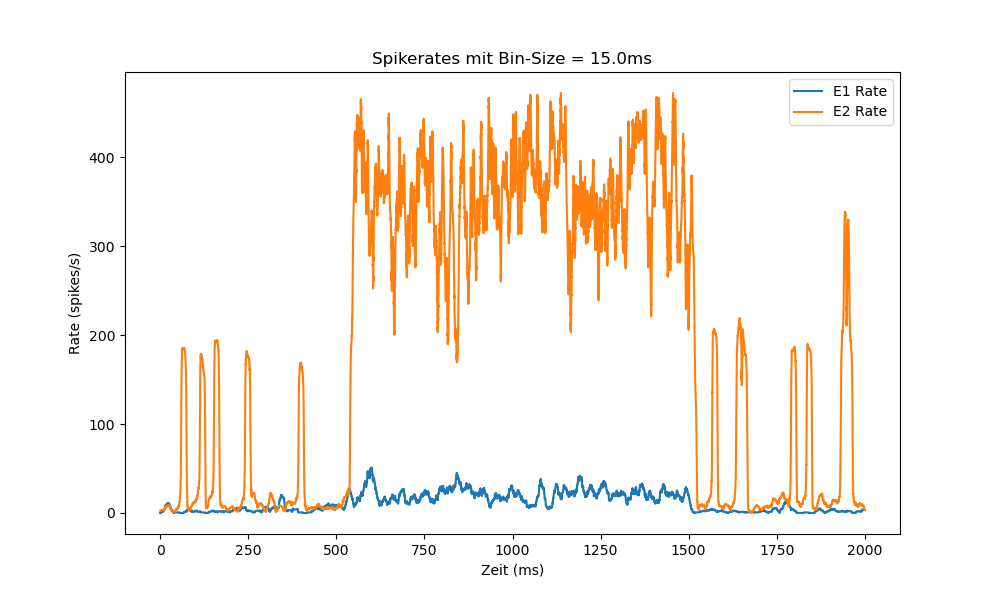 Spikerates mit Bin-Size = 15.0ms
E1 Rate
E2 Rate
Rate (spikes/s)
400
300
200
100
0
0 250 500 750 1000 1250 1500 1750 2000
Zeit (ms)